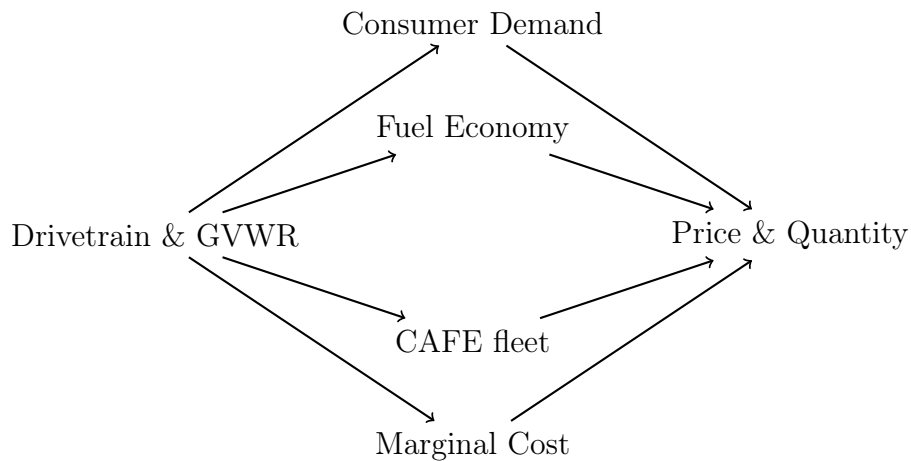 Consumer Demand
Fuel Economy
Drivetrain & GVWR
Price & Quantity
CAFE fleet
Marginal Cost